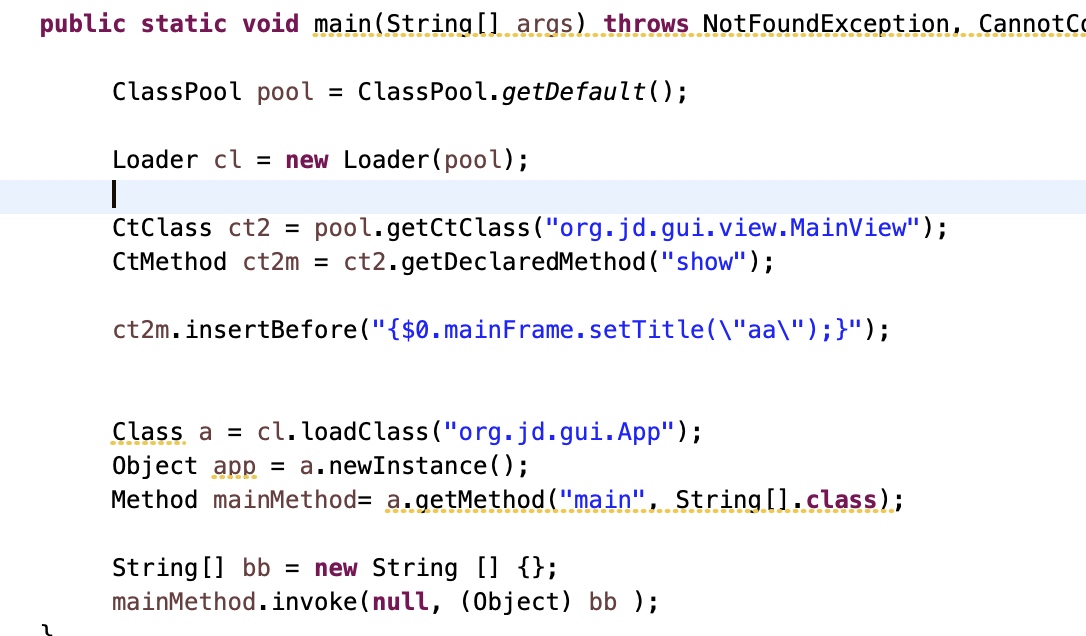 public static void main(String[] args) throws NotFoundException, CannotCo
ClassPool pool = ClassPool.getDefault();
Loader cl = new Loader(pool);
CtClass ct2 = pool.getCtClass("org.jd.gui.view.MainView");
CtMethod ct2m = ct2.getDeclaredMethod("show");
ct2m.insertBefore("{$0.mainFrame.setTitle(\"aa\");}");
Class a = cl.loadClass("org.jd.gui.App");
Object app = a.newInstance();
Method mainMethod= a.getMethod("main", String[].class);
String[] bb = new String [] {};
mainMethod.invoke(null, (Object) bb );
}